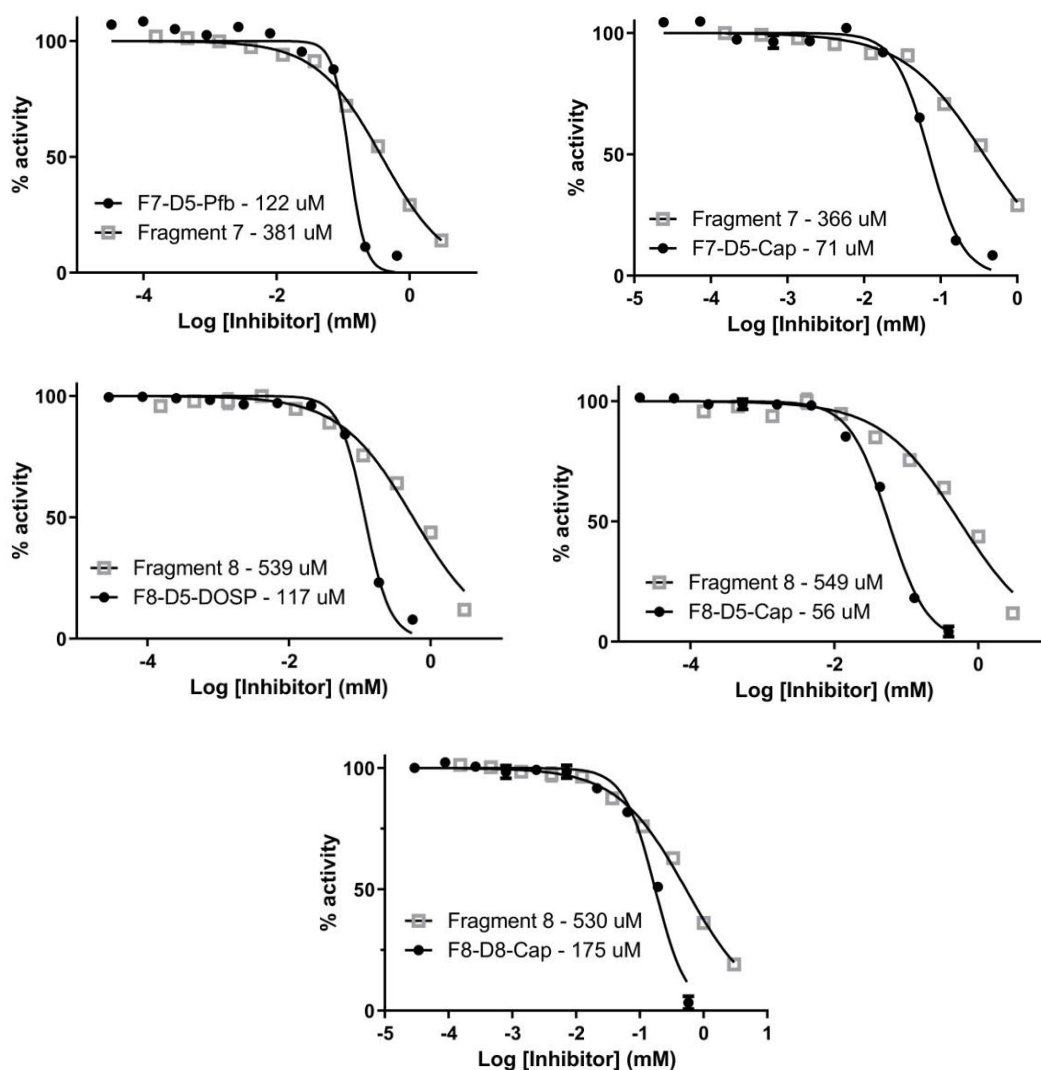 100
50
0
% activity
F7-D5-Pfb - 122 uM
Fragment 7 - 381 uM
-4
-2
0
Log [Inhibitor] (mM)
100
50
0
% activity
Fragment 7 - 366 uM
F7-D5-Cap - 71 uM
-5
-4
-3
-2
-1
0
Log [Inhibitor] (mM)
100
50
0
% activity
Fragment 8 - 539 uM
F8-D5-DOSP - 117 uM
-4
-2
0
Log [Inhibitor] (mM)
100
50
0
% activity
Fragment 8 - 549 uM
F8-D5-Cap - 56 uM
-4
-2
0
Log [Inhibitor] (mM)
100
50
0
% activity
Fragment 8 - 530 uM
F8-D8-Cap - 175 uM
-5
-4
-3
-2
-1
0
1
Log [Inhibitor] (mM)